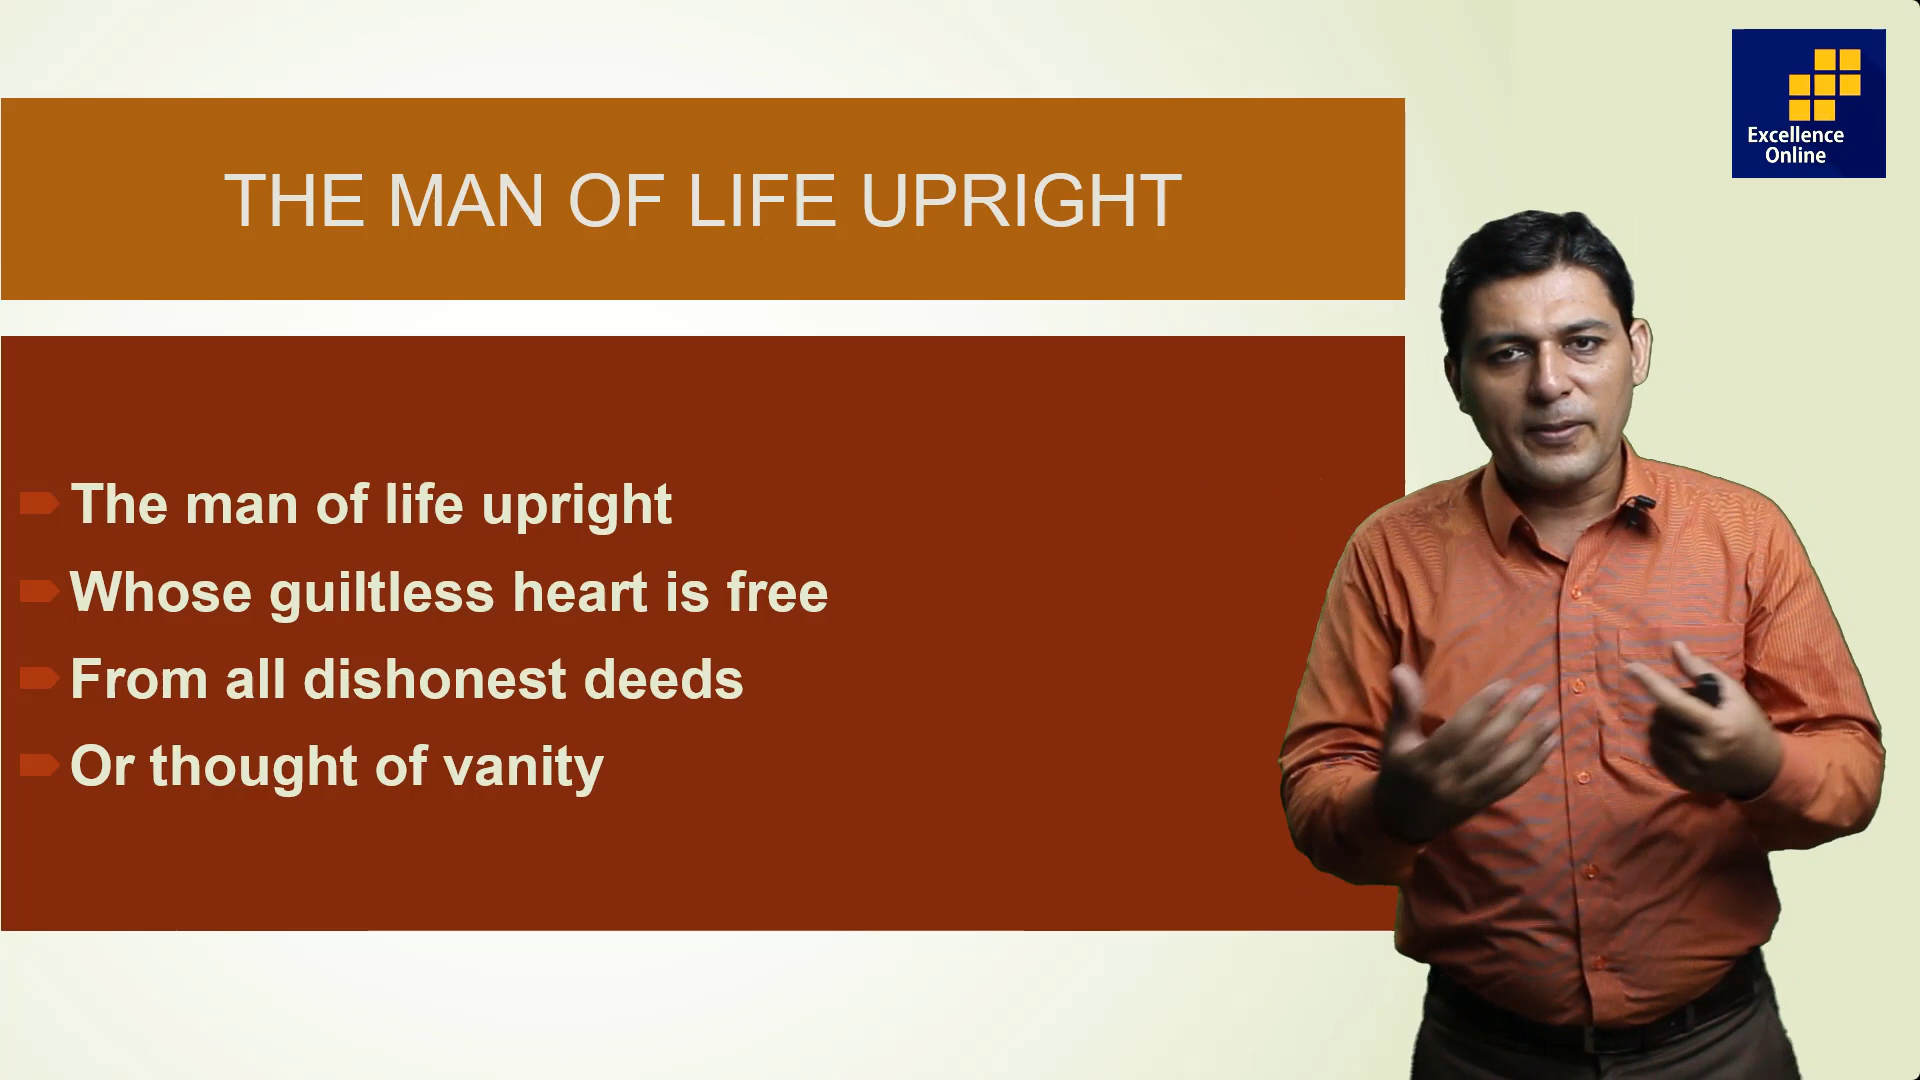 Excellence
Online
THE MAN OF LIFE UPRIGHT
The man of life upright
Whose guiltless heart is free
From all dishonest deeds
Or thought of vanity